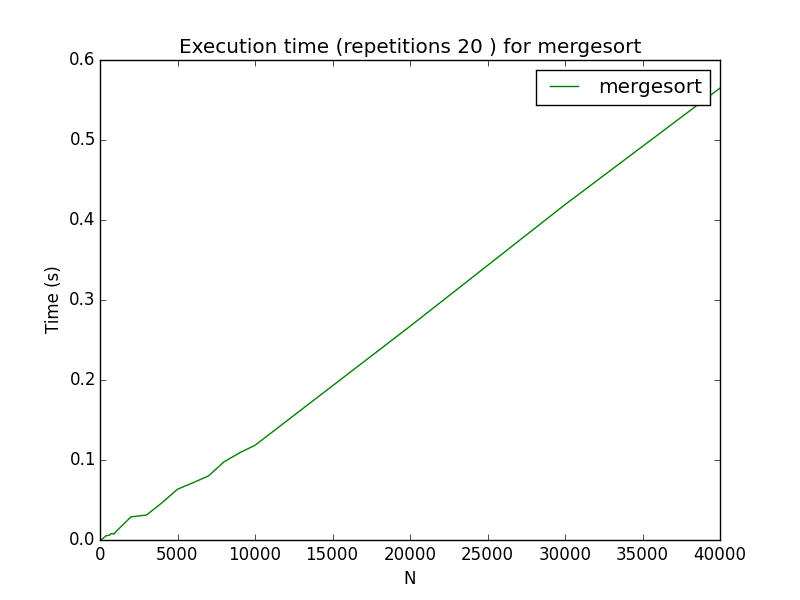 Execution time (repetitions 20 ) for mergesort
mergesort
0.6
0.5
0.4
0.3
0.2
0.1
0.0
Time (s)
0 5000 10000 15000 20000 25000 30000 35000 40000
N